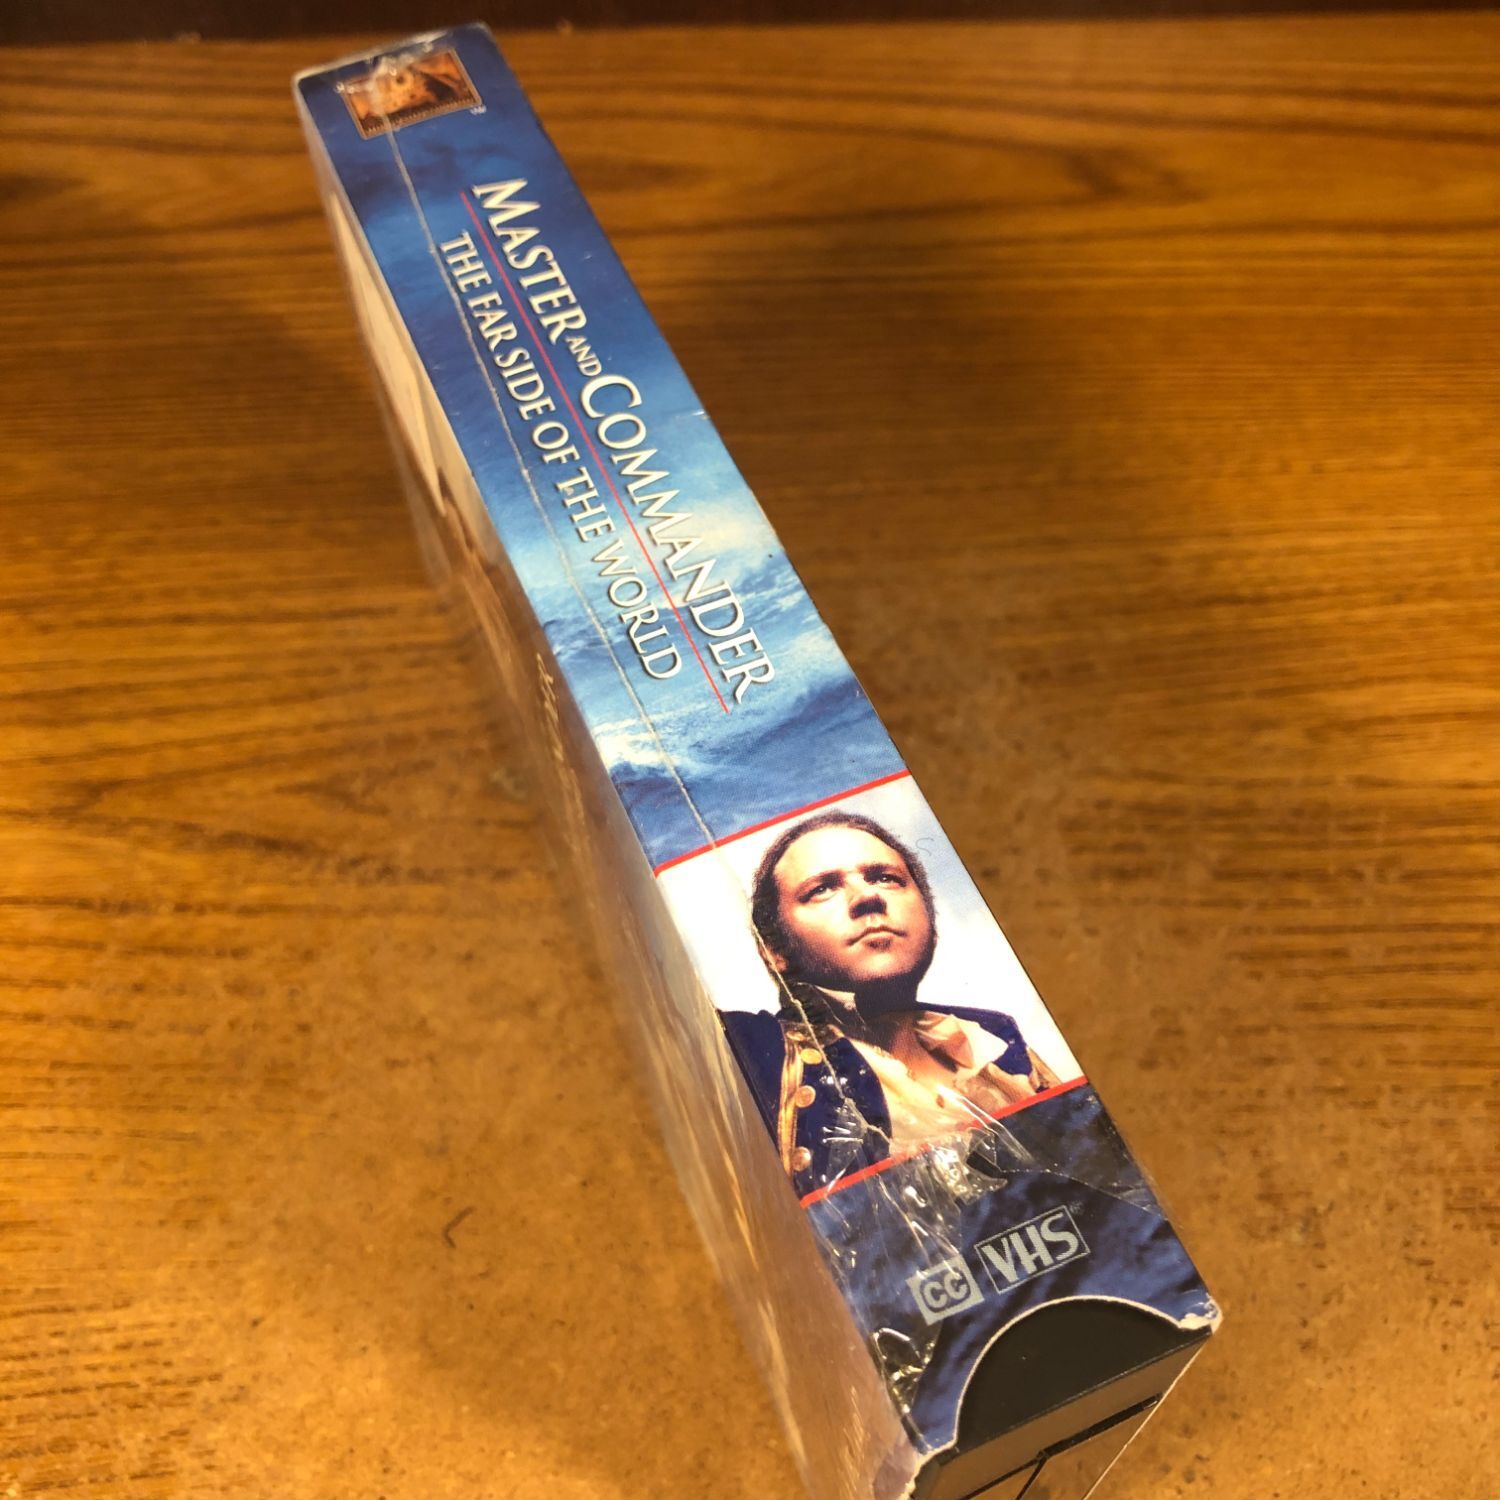 MASTER AND COMMANDER
THE FAR SIDE OF THE WORLD
CC VHS